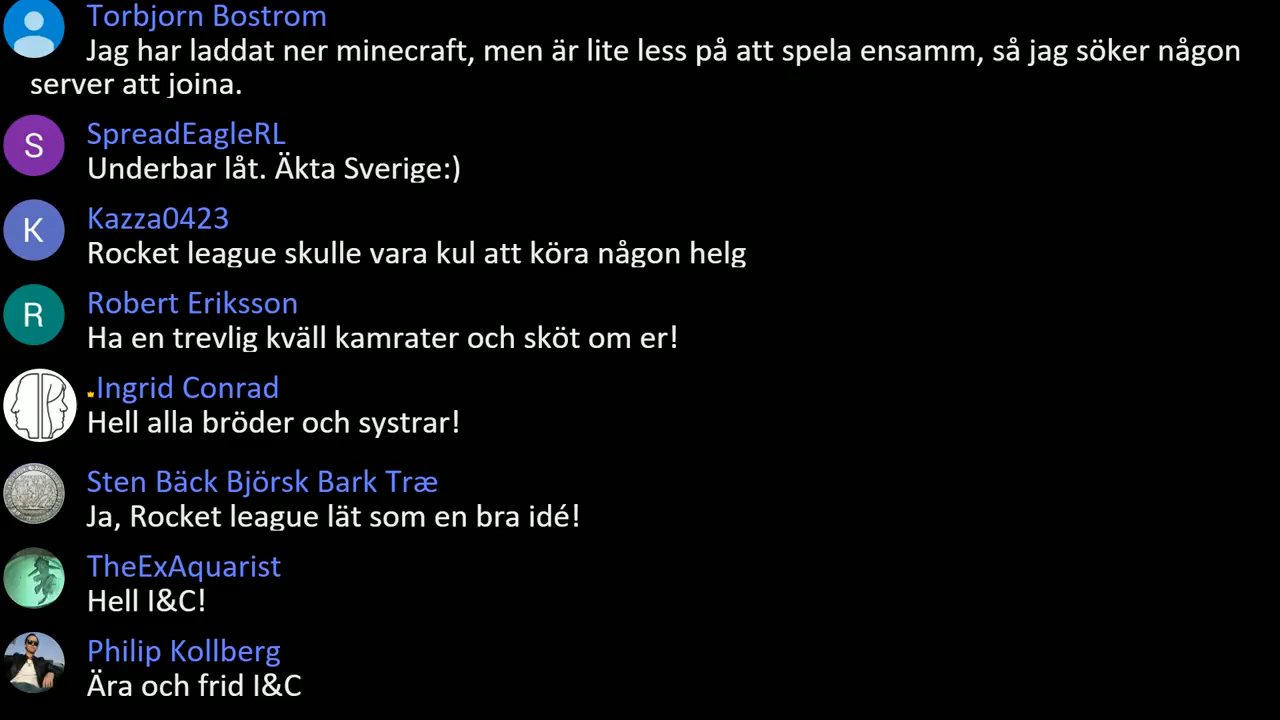 Torbjorn Bostrom
Jag har laddat ner minecraft, men är lite less på att spela ensamm, så jag söker någon
server att joina.
S
SpreadEagleRL
Underbar låt. Äkta Sverige:)
K
Kazza0423
Rocket league skulle vara kul att köra någon helg
R
Robert Eriksson
Ha en trevlig kväll kamrater och sköt om er!
Ingrid Conrad
Hell alla bröder och systrar!
Sten Bäck Björsk Bark Træ
Ja, Rocket league lät som en bra idé!
TheExAquarist
Hell I&C!
Philip Kollberg
Ära och frid I&C